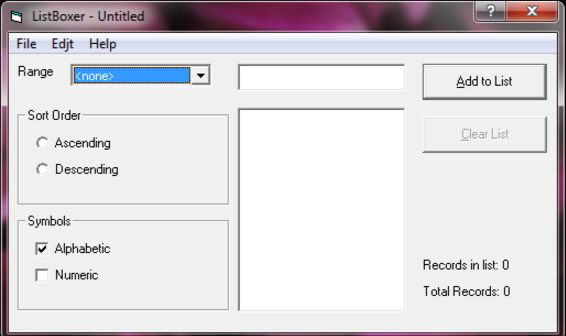 ListBoxer - Untitled
File Edjt Help
Range <none>
Add to List
Sort Order
Clear List
Ascending
Descending
Symbols
Alphabetic
Numeric
Records in list: 0
Total Records: 0